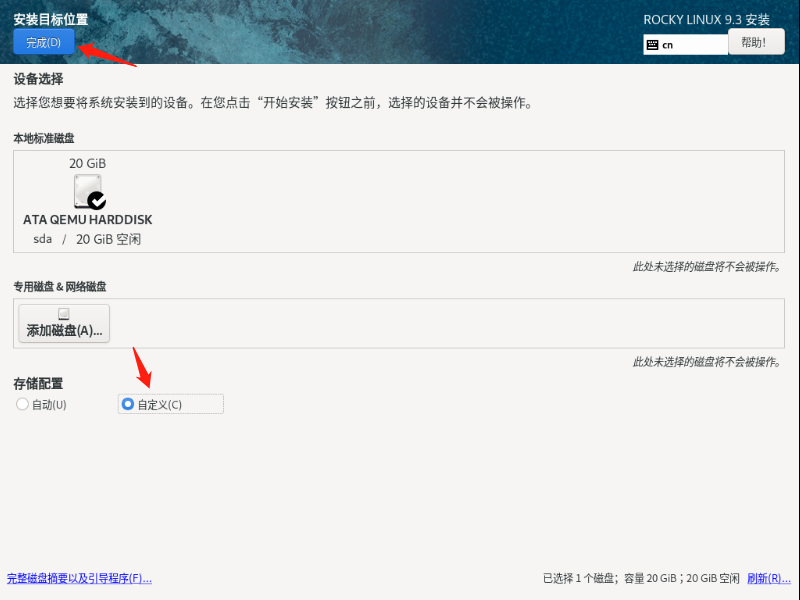 安装目标位置
ROCKY LINUX 9.3 安装
完成(D)
cn
帮助!
设备选择
选择您想要将系统安装到的设备。在您点击“开始安装”按钮之前，选择的设备并不会被操作。
本地标准磁盘
20 GiB
ATA QEMU HARDDISK
sda / 20 GiB 空闲
此处未选择的磁盘将不会被操作。
专用磁盘 & 网络磁盘
添加磁盘(A)...
此处未选择的磁盘将不会被操作。
存储配置
自动(U)
自定义(C)
完整磁盘摘要以及引导程序(F)...
已选择 1 个磁盘；容量 20 GiB；20 GiB 空闲
刷新(R)...